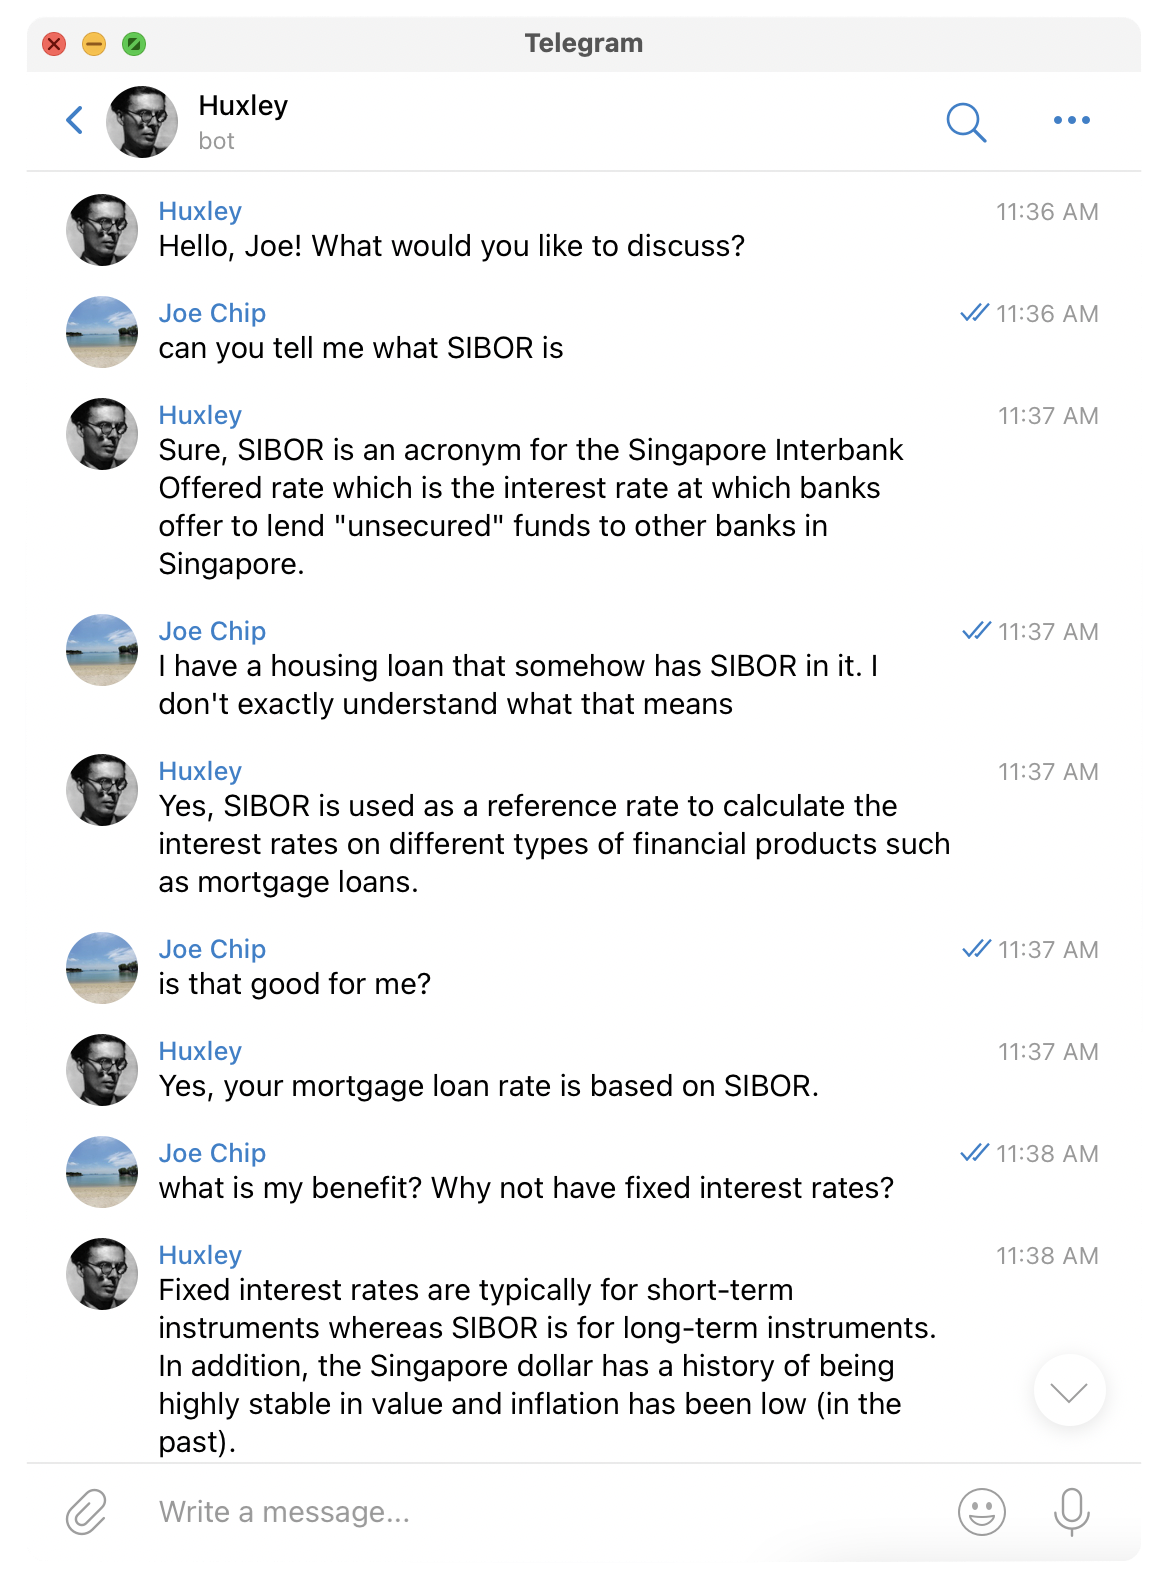 Telegram
Huxley
bot
Huxley 11:36 AM
Hello, Joe! What would you like to discuss?
Joe Chip 11:36 AM
can you tell me what SIBOR is
Huxley 11:37 AM
Sure, SIBOR is an acronym for the Singapore Interbank
Offered rate which is the interest rate at which banks
offer to lend "unsecured" funds to other banks in
Singapore.
Joe Chip 11:37 AM
I have a housing loan that somehow has SIBOR in it. I
don't exactly understand what that means
Huxley 11:37 AM
Yes, SIBOR is used as a reference rate to calculate the
interest rates on different types of financial products such
as mortgage loans.
Joe Chip 11:37 AM
is that good for me?
Huxley 11:37 AM
Yes, your mortgage loan rate is based on SIBOR.
Joe Chip 11:38 AM
what is my benefit? Why not have fixed interest rates?
Huxley 11:38 AM
Fixed interest rates are typically for short-term
instruments whereas SIBOR is for long-term instruments.
In addition, the Singapore dollar has a history of being
highly stable in value and inflation has been low (in the
past).
Write a message...